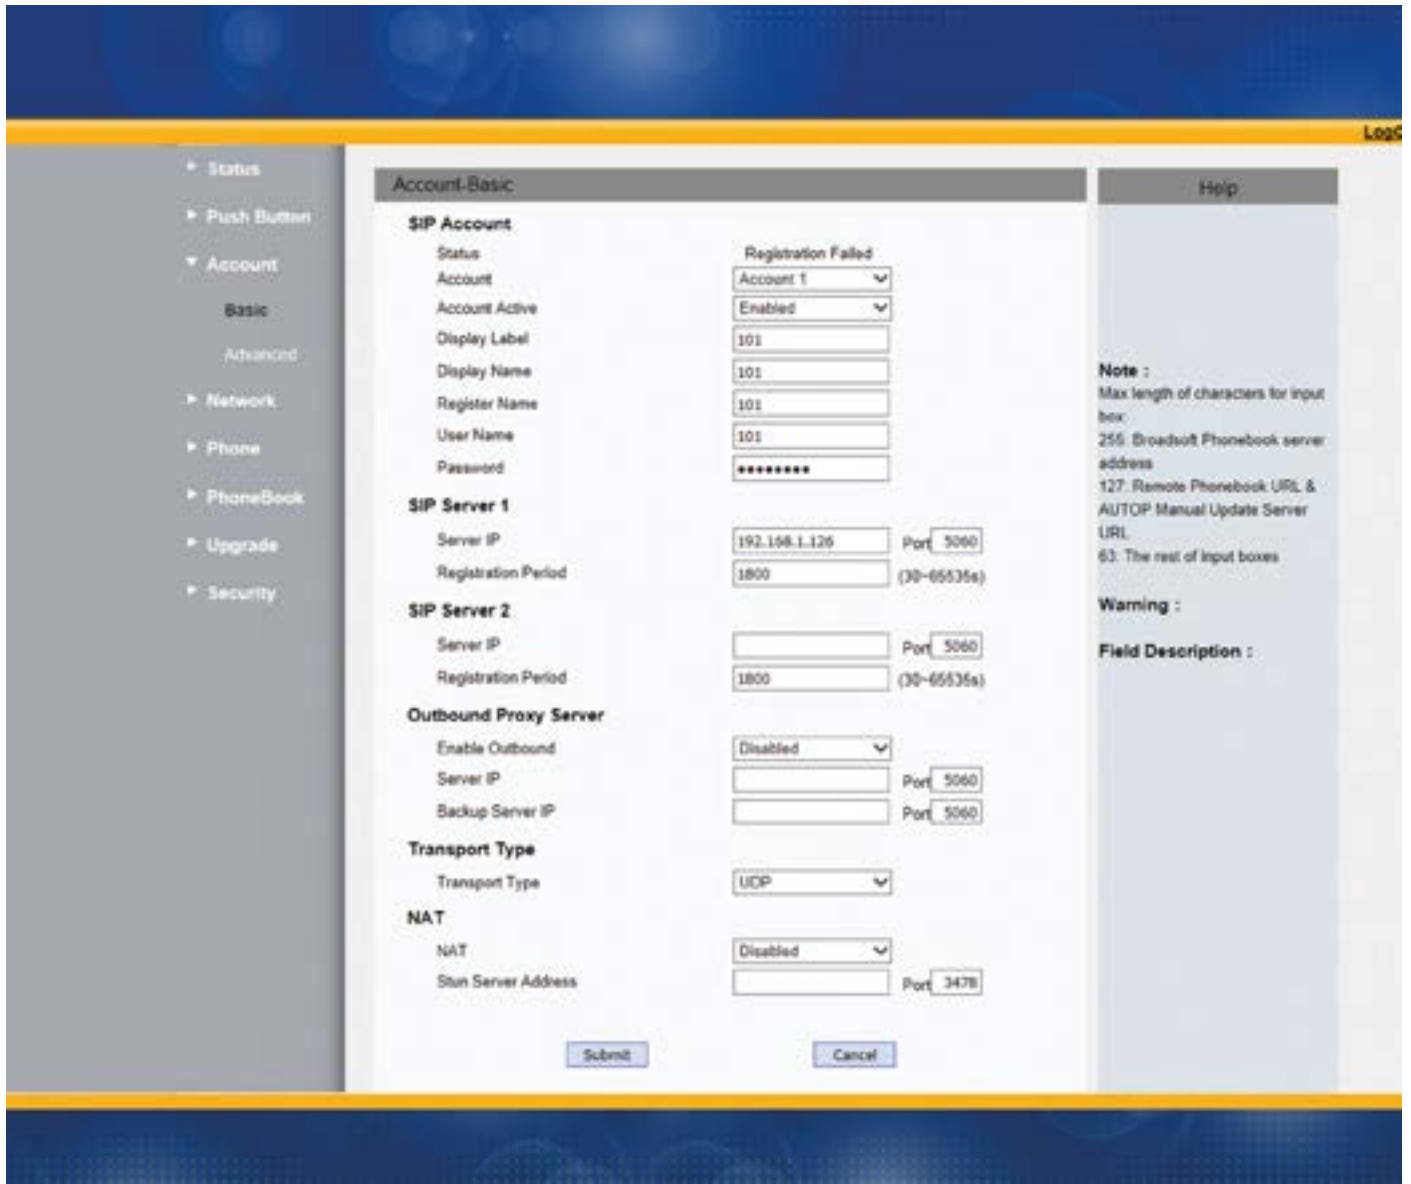 LogO
Status
Push Button
Account
Basic
Advanced
Network
Phone
PhoneBook
Upgrade
Security
Account-Basic
SIP Account
Status Registration Failed
Account Account 1
Account Active Enabled
Display Label 101
Display Name 101
Register Name 101
User Name 101
Password ••••••••
SIP Server 1
Server IP 192.168.1.126 Port 5060
Registration Period 1800 (30~65535s)
SIP Server 2
Server IP Port 5060
Registration Period 1800 (30~65535s)
Outbound Proxy Server
Enable Outbound Disabled
Server IP Port 5060
Backup Server IP Port 5060
Transport Type
Transport Type UDP
NAT
NAT Disabled
Stun Server Address Port 3478
Submit Cancel
Help
Note :
Max length of characters for input
box:
255: Broadsoft Phonebook server
address
127: Remote Phonebook URL &
AUTOP Manual Update Server
URL
63: The rest of input boxes
Warning :
Field Description :